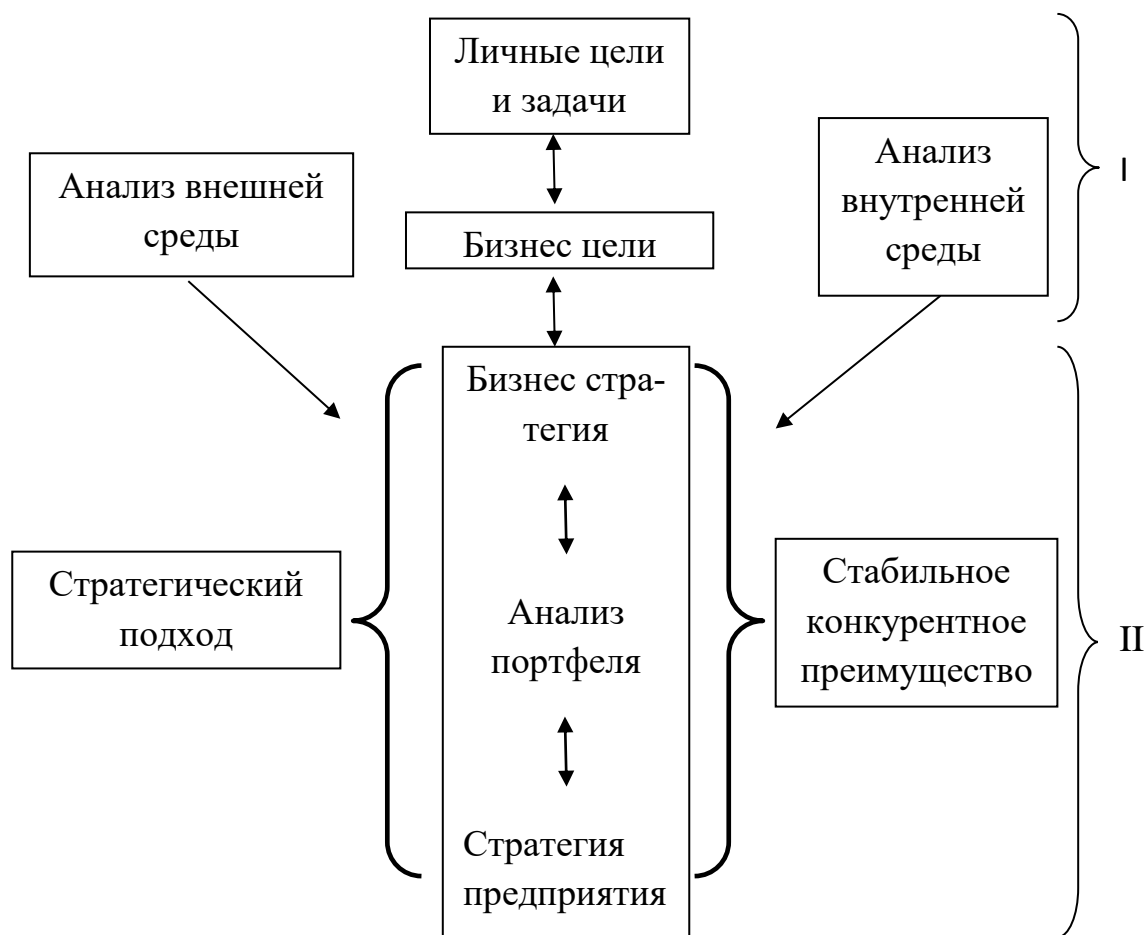 Личные цели
и задачи
Анализ внешней
среды
Анализ
внутренней
среды
I
Бизнес цели
Бизнес стра-
тегия
Стратегический
подход
Анализ
портфеля
Стабильное
конкурентное
преимущество
II
Стратегия
предприятия